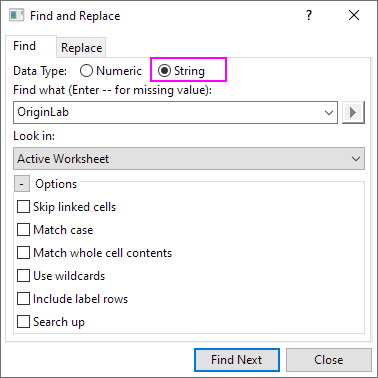 Find and Replace
Find Replace
Data Type: Numeric String
Find what (Enter -- for missing value):
OriginLab
Look in:
Active Worksheet
- Options
Skip linked cells
Match case
Match whole cell contents
Use wildcards
Include label rows
Search up
Find Next Close